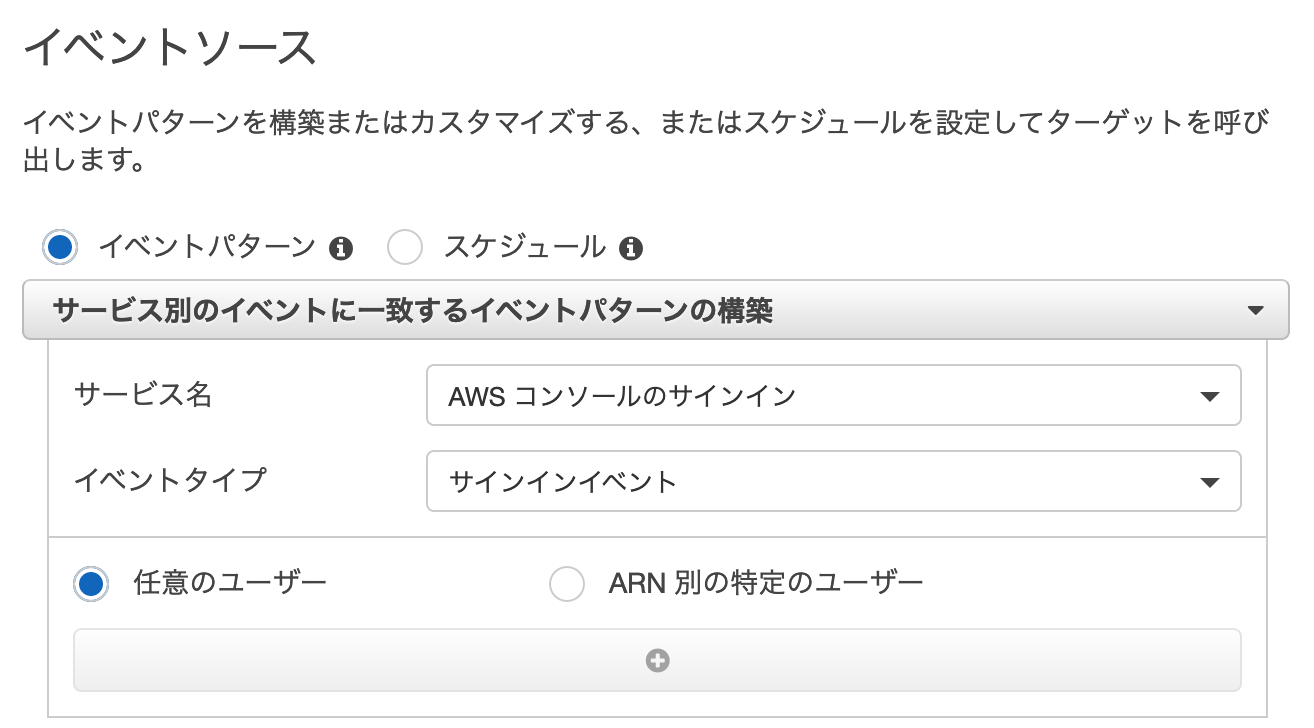 イベントソース
イベントパターンを構築またはカスタマイズする、またはスケジュールを設定してターゲットを呼び
出します。
イベントパターン スケジュール
サービス別のイベントに一致するイベントパターンの構築
サービス名 AWS コンソールのサインイン
イベントタイプ サインインイベント
任意のユーザー ARN 別の特定のユーザー